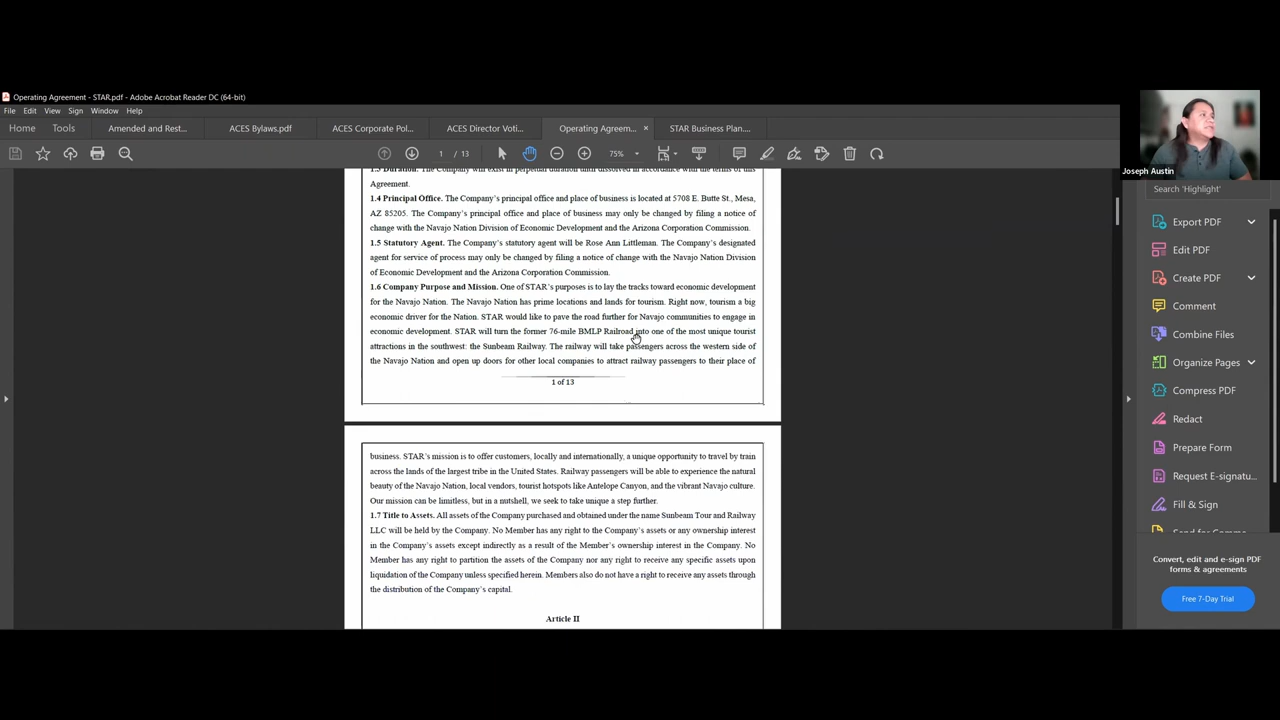 Operating Agreement - STAR.pdf - Adobe Acrobat Reader DC (64-bit)
File Edit View Sign Window Help
Home Tools Amended and Rest... ACES Bylaws.pdf ACES Corporate Pol... ACES Director Voti... Operating Agreem... × STAR Business Plan....
1 / 13 75%
Joseph Austin
Search 'Highlight'
Export PDF
Edit PDF
Create PDF
Comment
Combine Files
Organize Pages
Compress PDF
Redact
Prepare Form
Request E-signatu...
Fill & Sign
Convert, edit and e-sign PDF
forms & agreements
Free 7-Day Trial
1.3 Duration. The Company will exist in perpetual duration until dissolved in accordance with the terms of this
Agreement.
1.4 Principal Office. The Company's principal office and place of business is located at 5708 E. Butte St., Mesa,
AZ 85205. The Company's principal office and place of business may only be changed by filing a notice of
change with the Navajo Nation Division of Economic Development and the Arizona Corporation Commission.
1.5 Statutory Agent. The Company's statutory agent will be Rose Ann Littleman. The Company's designated
agent for service of process may only be changed by filing a notice of change with the Navajo Nation Division
of Economic Development and the Arizona Corporation Commission.
1.6 Company Purpose and Mission. One of STAR's purposes is to lay the tracks toward economic development
for the Navajo Nation. The Navajo Nation has prime locations and lands for tourism. Right now, tourism a big
economic driver for the Nation. STAR would like to pave the road further for Navajo communities to engage in
economic development. STAR will turn the former 76-mile BMLP Railroad into one of the most unique tourist
attractions in the southwest: the Sunbeam Railway. The railway will take passengers across the western side of
the Navajo Nation and open up doors for other local companies to attract railway passengers to their place of
1 of 13
business. STAR's mission is to offer customers, locally and internationally, a unique opportunity to travel by train
across the lands of the largest tribe in the United States. Railway passengers will be able to experience the natural
beauty of the Navajo Nation, local vendors, tourist hotspots like Antelope Canyon, and the vibrant Navajo culture.
Our mission can be limitless, but in a nutshell, we seek to take unique a step further.
1.7 Title to Assets. All assets of the Company purchased and obtained under the name Sunbeam Tour and Railway
LLC will be held by the Company. No Member has any right to the Company's assets or any ownership interest
in the Company's assets except indirectly as a result of the Member's ownership interest in the Company. No
Member has any right to partition the assets of the Company nor any right to receive any specific assets upon
liquidation of the Company unless specified herein. Members also do not have a right to receive any assets through
the distribution of the Company's capital.
Article II